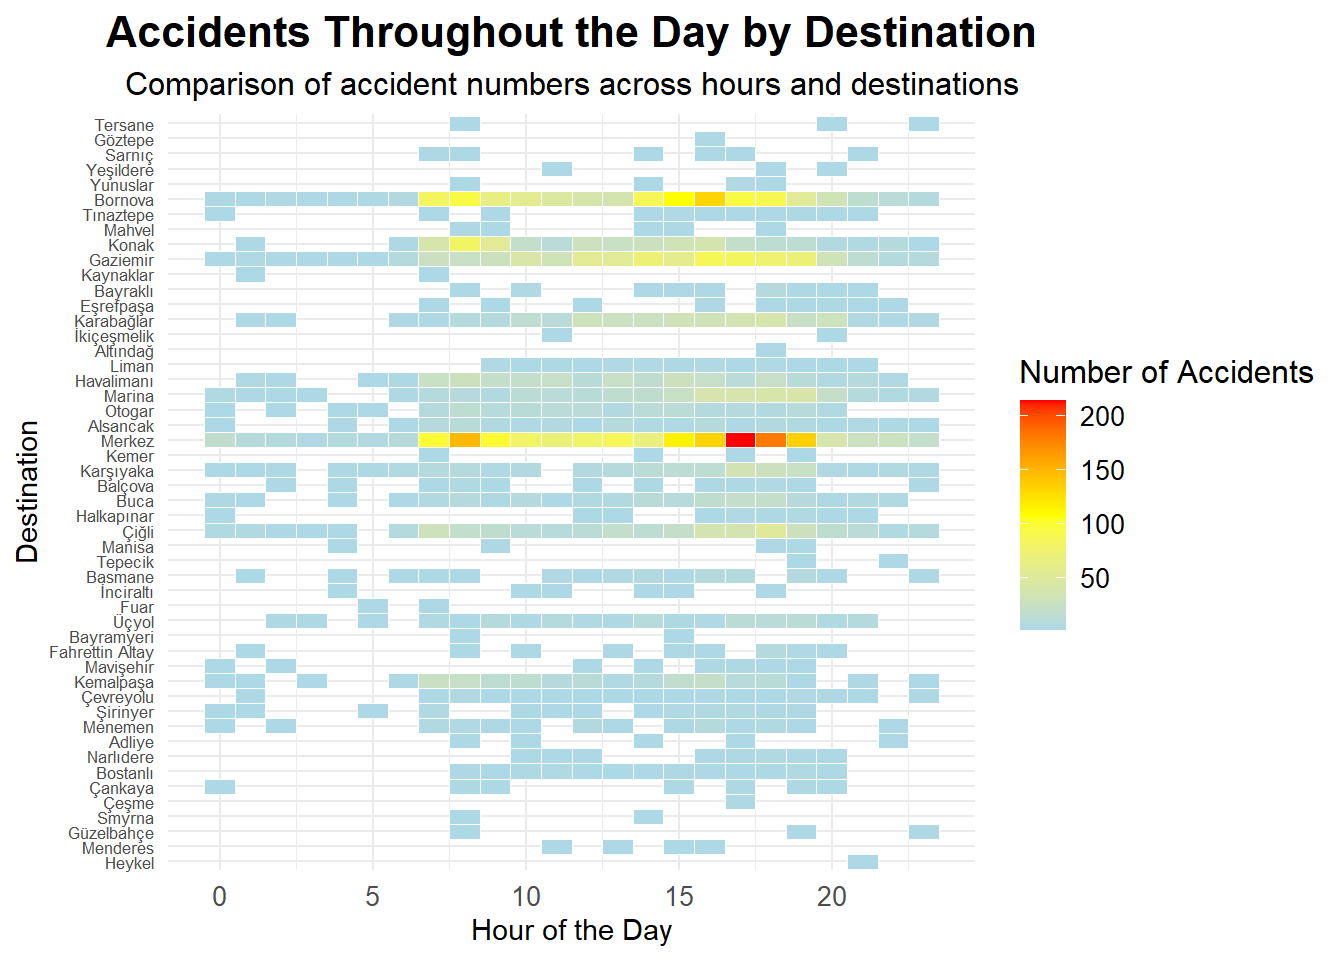 Accidents Throughout the Day by Destination
Comparison of accident numbers across hours and destinations
Tersane
Göztepe
Sarnıç
Yeşildere
Yunuslar
Bornova
Tınaztepe
Mahvel
Konak
Gaziemir
Kaynaklar
Bayraklı
Eşrefpaşa
Karabağlar
İkiçeşmelik
Altındağ
Liman
Havalimanı
Marina
Otogar
Alsancak
Merkez
Kemer
Karşıyaka
Balçova
Buca
Halkapınar
Çiğli
Manisa
Tepecik
Basmane
İnciraltı
Fuar
Üçyol
Bayramyeri
Fahrettin Altay
Mavişehir
Kemalpaşa
Çevreyolu
Şirinyer
Menemen
Adliye
Narlıdere
Bostanlı
Çankaya
Çeşme
Smyrna
Güzelbahçe
Menderes
Heykel
Destination
0 5 10 15 20
Hour of the Day
Number of Accidents
200
150
100
50